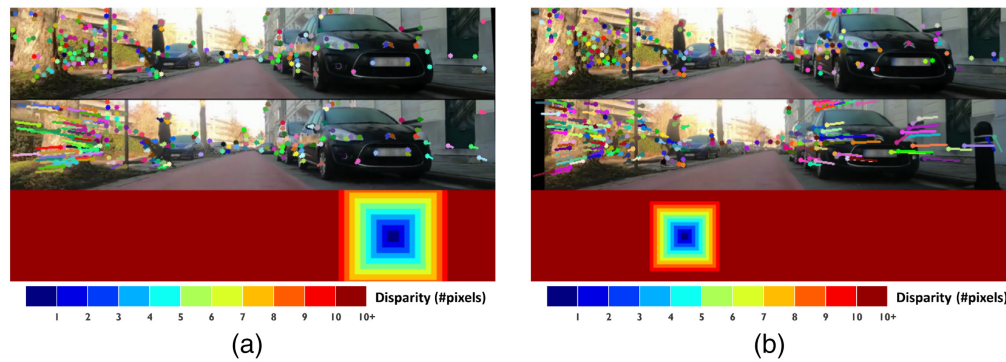 Disparity (#pixels)
1 2 3 4 5 6 7 8 9 10 10+
(a)
Disparity (#pixels)
1 2 3 4 5 6 7 8 9 10 10+
(b)